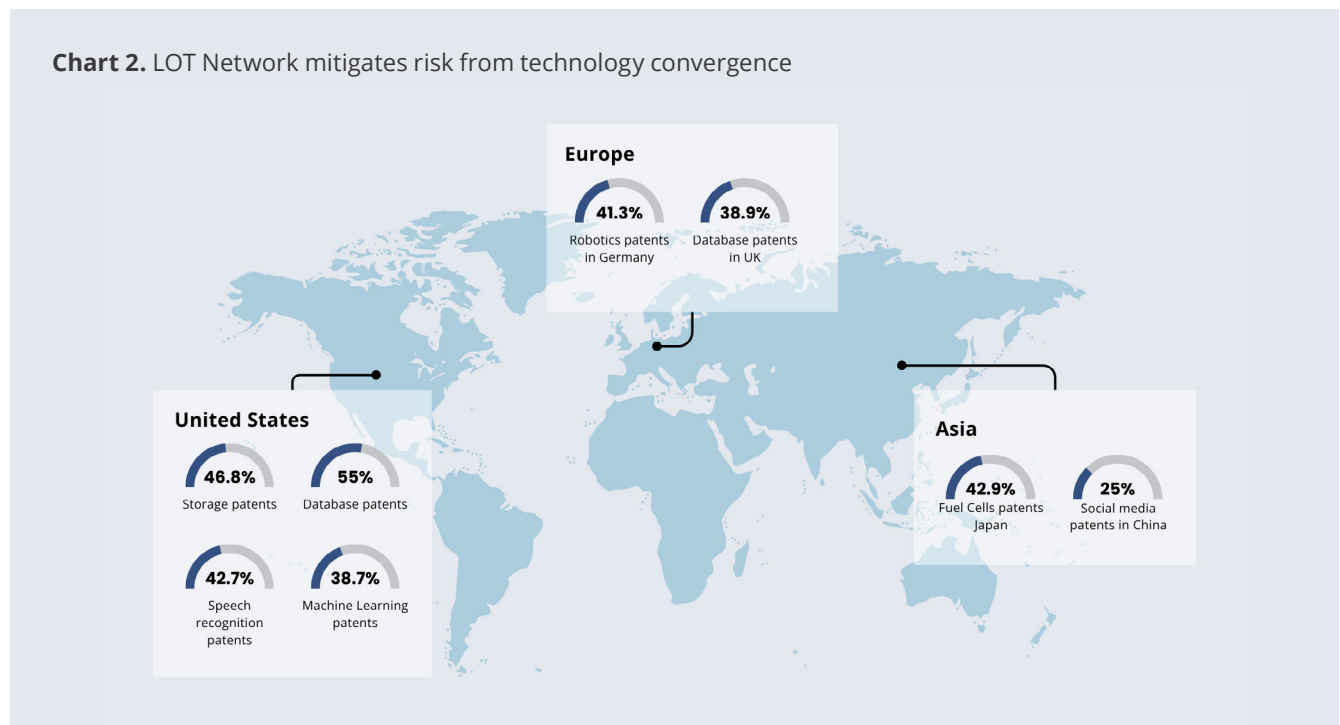 Chart 2. LOT Network mitigates risk from technology convergence
Europe
41.3%
Robotics patents
in Germany
38.9%
Database patents
in UK
United States
46.8%
Storage patents
55%
Database patents
42.7%
Speech
recognition
patents
38.7%
Machine Learning
patents
Asia
42.9%
Fuel Cells patents
Japan
25%
Social media
patents in China